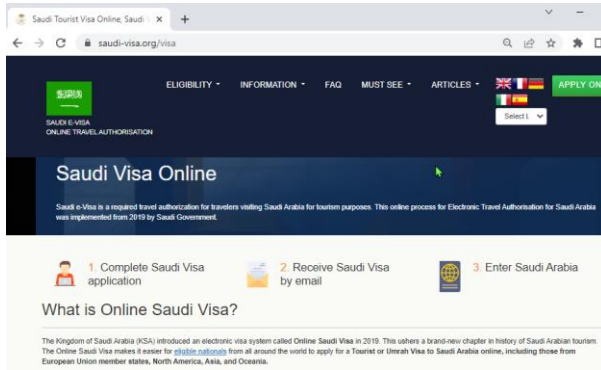 Saudi Tourist Visa Online, Saudi
saudi-visa.org/visa
ELIGIBILITY INFORMATION FAQ MUST SEE ARTICLES
APPLY ON
Select L
SAUDI E-VISA
ONLINE TRAVEL AUTHORISATION
Saudi Visa Online
Saudi e-Visa is a required travel authorization for travelers visiting Saudi Arabia for tourism purposes. This online process for Electronic Travel Authorisation for Saudi Arabia
was implemented from 2019 by Saudi Government.
1. Complete Saudi Visa
application
2. Receive Saudi Visa
by email
3. Enter Saudi Arabia
What is Online Saudi Visa?
The Kingdom of Saudi Arabia (KSA) introduced an electronic visa system called Online Saudi Visa in 2019. This ushers a brand-new chapter in history of Saudi Arabian tourism.
The Online Saudi Visa makes it easier for eligible nationals from all around the world to apply for a Tourist or Umrah Visa to Saudi Arabia online, including those from
European Union member states, North America, Asia, and Oceania.